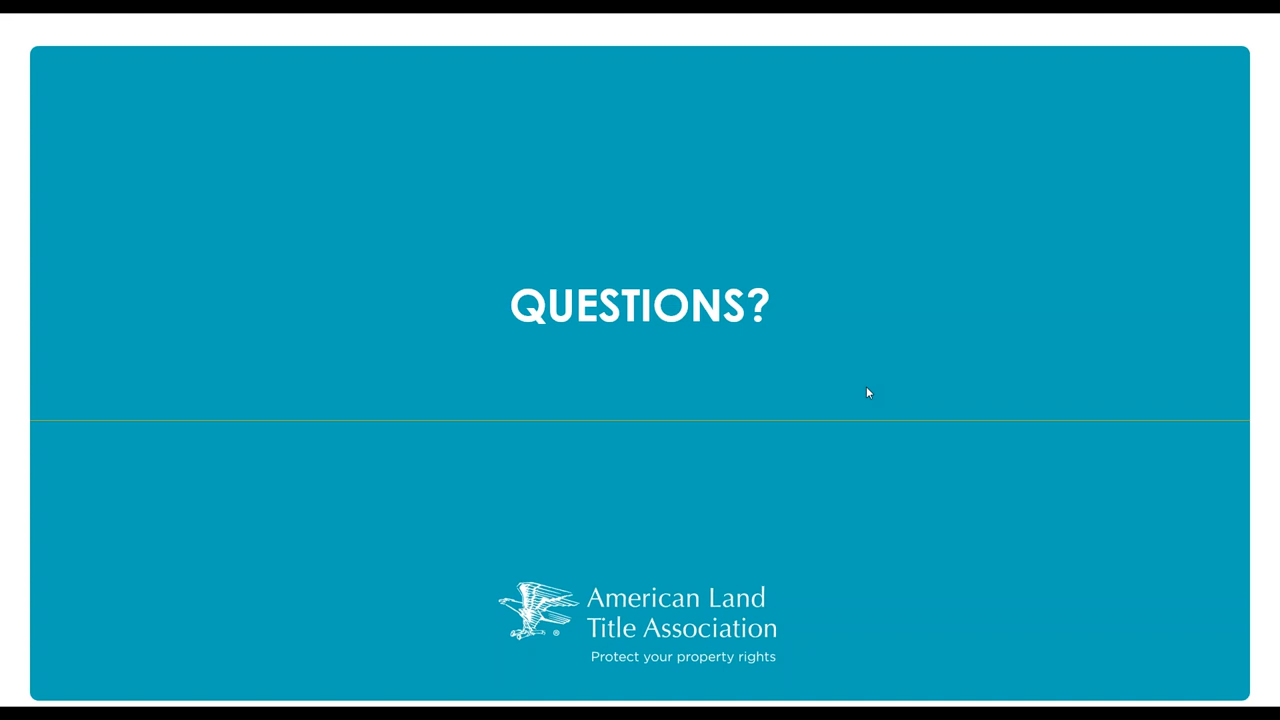 QUESTIONS?
American Land
Title Association
®
Protect your property rights